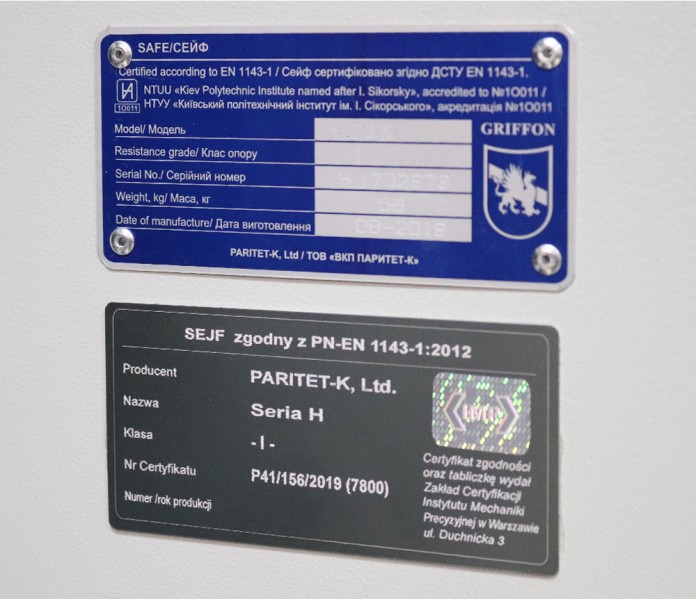 SAFE/СЕЙФ
Certified according to EN 1143-1 / Сейф сертифіковано згідно ДСТУ EN 1143-1.
NTUU «Kiev Polytechnic Institute named after I. Sikorsky», accredited to №1O011 /
1O011 НТУУ «Київський політехнічний інститут ім. І. Сікорського», акредитація №1O011
Model/ Модель
GRIFFON
Resistance grade/ Клас опору
Serial No./ Серійний номер
Weight, kg/ Маса, кг
Date of manufacture/ Дата виготовлення 08-2019
PARITET-K, Ltd / ТОВ «ВКП ПАРИТЕТ-К»
SEJF zgodny z PN-EN 1143-1:2012
Producent PARITET-K, Ltd.
Nazwa Seria H
Klasa - I -
Nr Certyfikatu P41/156/2019 (7800)
Numer /rok produkcji
Certyfikat zgodności
oraz tabliczkę wydał
Zakład Certyfikacji
Instytutu Mechaniki
Precyzyjnej w Warszawie
ul. Duchnicka 3